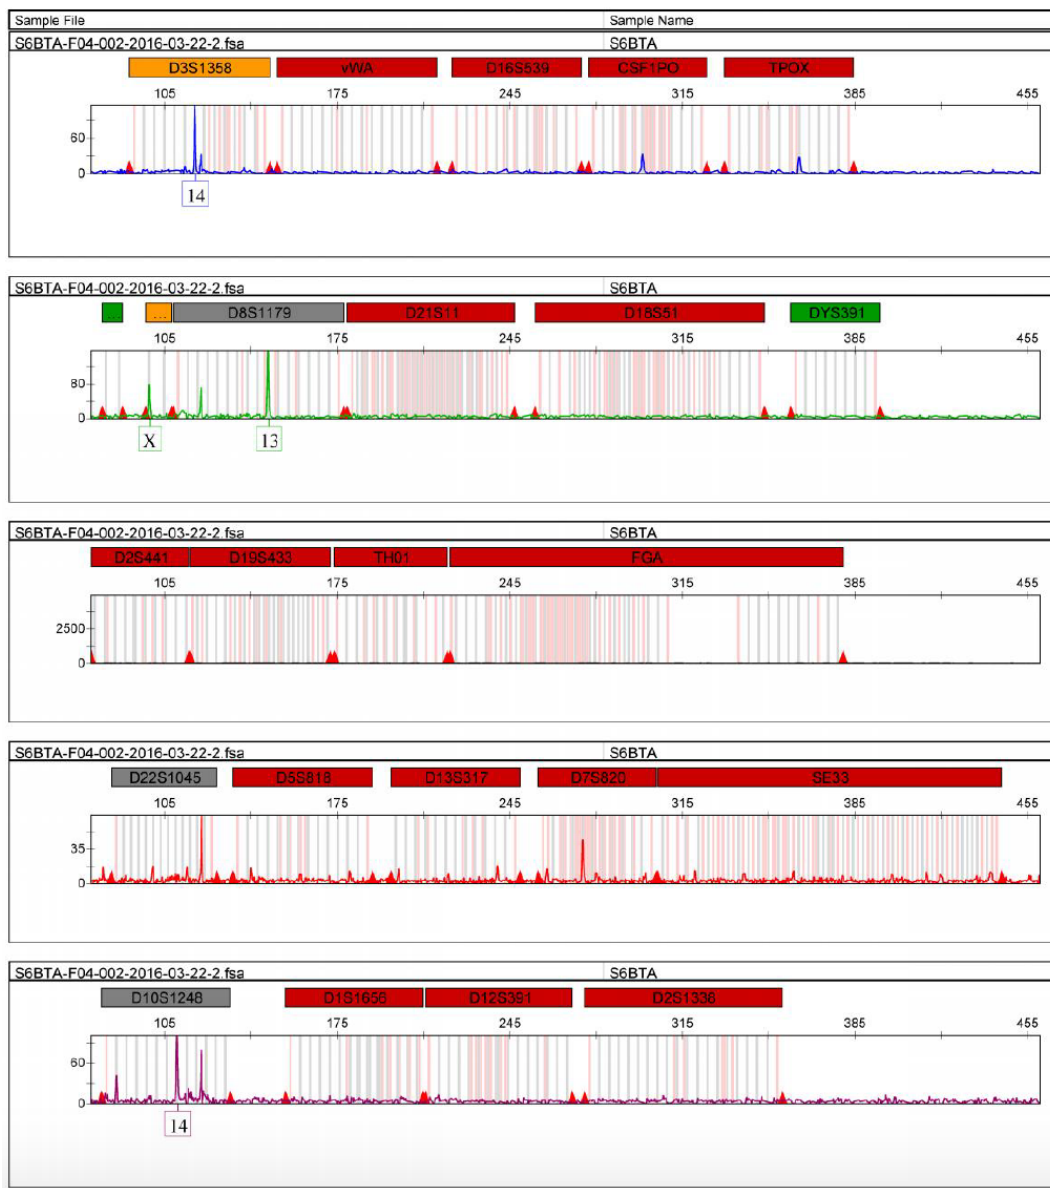 Sample File Sample Name
S6BTA-F04-002-2016-03-22-2.fsa S6BTA
D3S1358 vWA D16S539 CSF1PO TPOX
105 175 245 315 385 455
60
0
14
S6BTA-F04-002-2016-03-22-2.fsa S6BTA
... ... D8S1179 D21S11 D18S51 DYS391
105 175 245 315 385 455
80
0
X 13
S6BTA-F04-002-2016-03-22-2.fsa S6BTA
D2S441 D19S433 TH01 FGA
105 175 245 315 385 455
2500
0
S6BTA-F04-002-2016-03-22-2.fsa S6BTA
D22S1045 D5S818 D13S317 D7S820 SE33
105 175 245 315 385 455
35
0
S6BTA-F04-002-2016-03-22-2.fsa S6BTA
D10S1248 D1S1656 D12S391 D2S1338
105 175 245 315 385 455
60
0
14